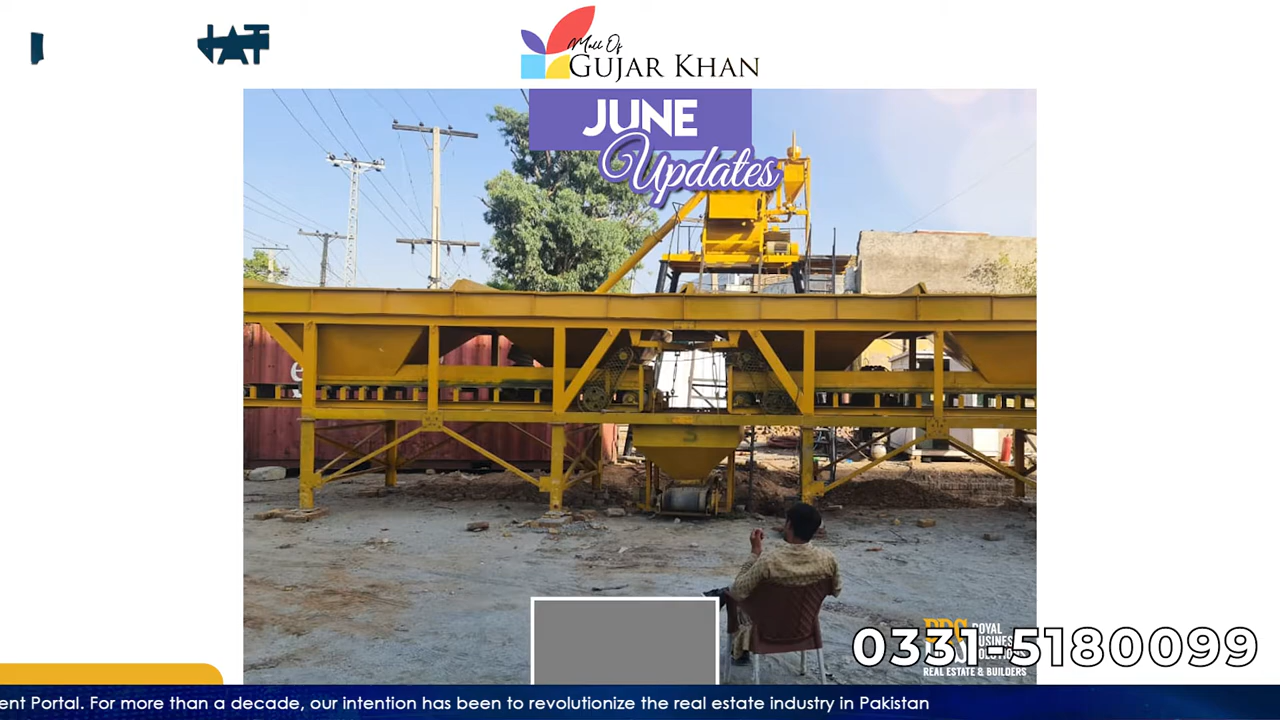 Mall Of
GUJAR KHAN
JUNE
Updates
0331-5180099
REAL ESTATE & BUILDERS
ent Portal. For more than a decade, our intention has been to revolutionize the real estate industry in Pakistan